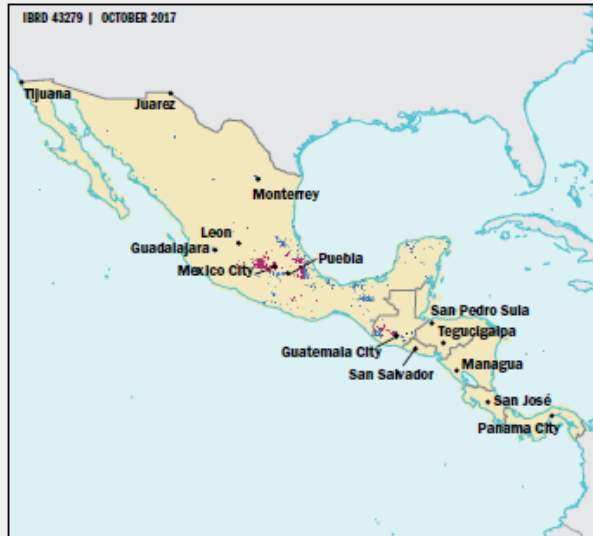 IBRD 43279 | OCTOBER 2017
Tijuana
Juarez
Monterrey
Leon
Guadalajara
Puebla
Mexico City
San Pedro Sula
Tegucigalpa
Guatemala City
Managua
San Salvador
San José
Panama City